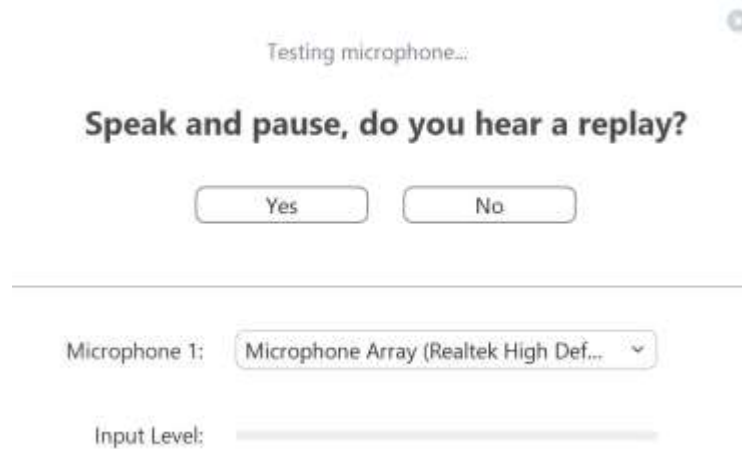 Testing microphone...
Speak and pause, do you hear a replay?
Yes No
Microphone 1: Microphone Array (Realtek High Def...
Input Level: